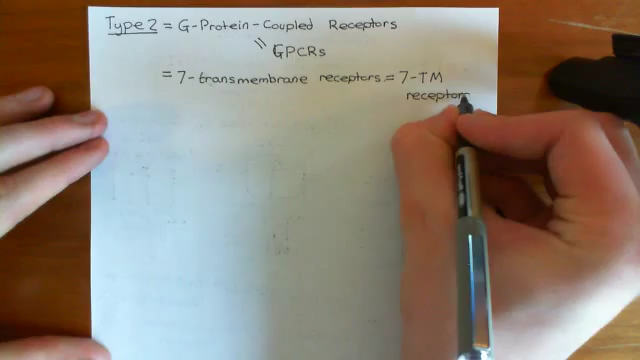 Type 2 = G-Protein-Coupled Receptors
= GPCRs
= 7-transmembrane receptors = 7-TM
receptors